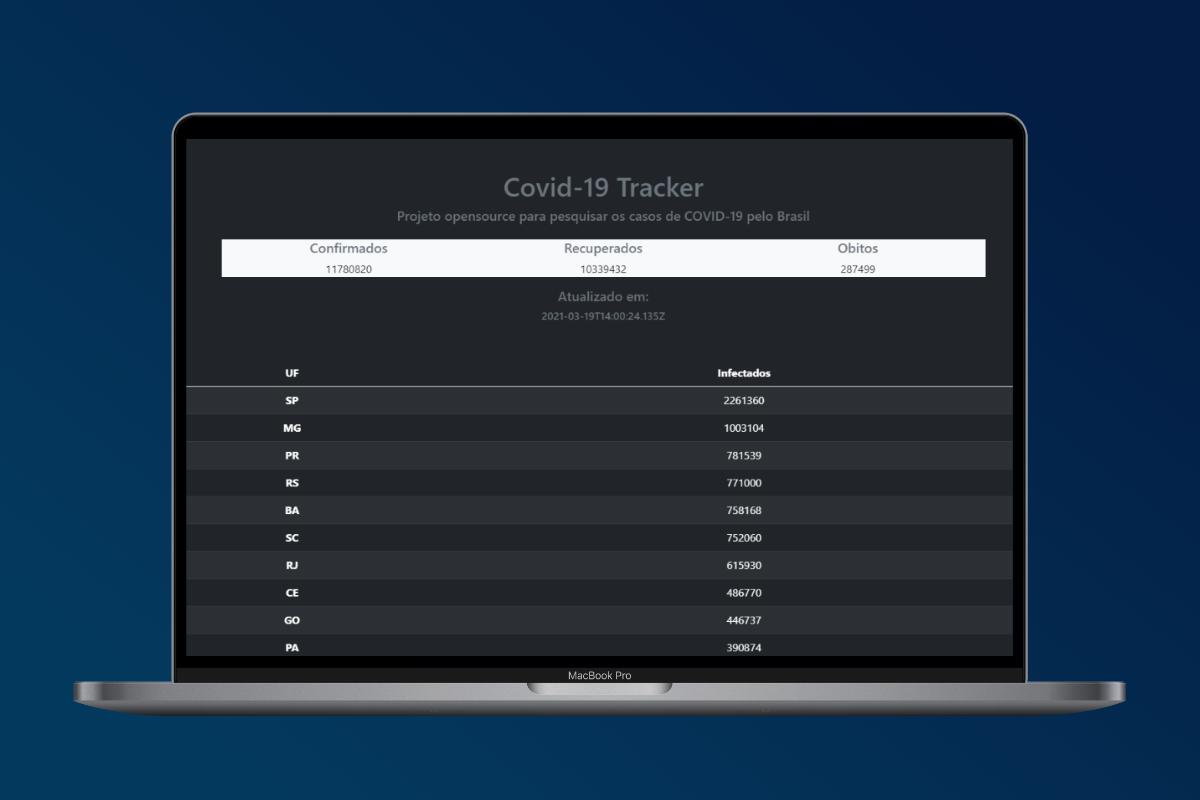 Covid-19 Tracker
Projeto opensource para pesquisar os casos de COVID-19 pelo Brasil
Confirmados Recuperados Obitos
11780820 10339432 287499
Atualizado em:
2021-03-19T14:00:24.135Z
UF Infectados
SP 2261360
MG 1003104
PR 781539
RS 771000
BA 758168
SC 752060
RJ 615930
CE 486770
GO 446737
PA 390874
MacBook Pro